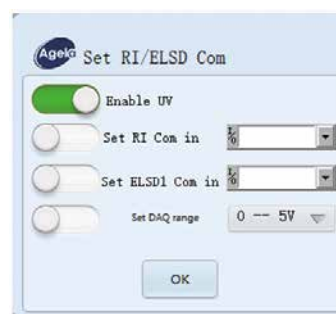 Agela Set RI/ELSD Com
Enable UV
Set RI Com in
Set ELSD1 Com in
Set DAQ range 0 -- 5V
OK